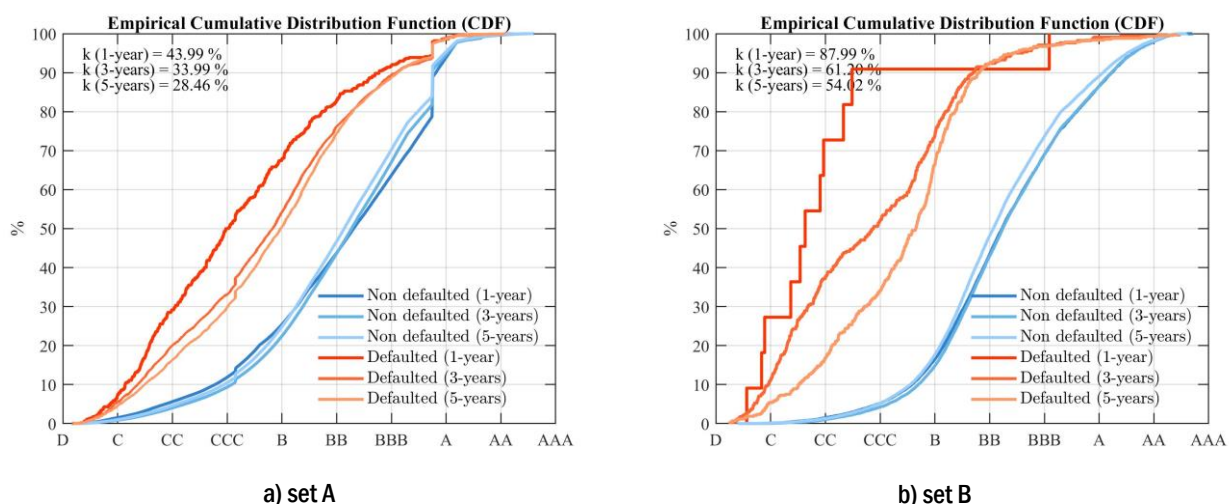 Empirical Cumulative Distribution Function (CDF)
k (1-year) = 43.99 %
k (3-years) = 33.99 %
k (5-years) = 28.46 %
100
90
80
70
60
50
40
30
20
10
0
%
Non defaulted (1-year)
Non defaulted (3-years)
Non defaulted (5-years)
Defaulted (1-year)
Defaulted (3-years)
Defaulted (5-years)
D C CC CCC B BB BBB A AA AAA
a) set A
Empirical Cumulative Distribution Function (CDF)
k (1-year) = 87.99 %
k (3-years) = 61.20 %
k (5-years) = 54.02 %
100
90
80
70
60
50
40
30
20
10
0
%
Non defaulted (1-year)
Non defaulted (3-years)
Non defaulted (5-years)
Defaulted (1-year)
Defaulted (3-years)
Defaulted (5-years)
D C CC CCC B BB BBB A AA AAA
b) set B